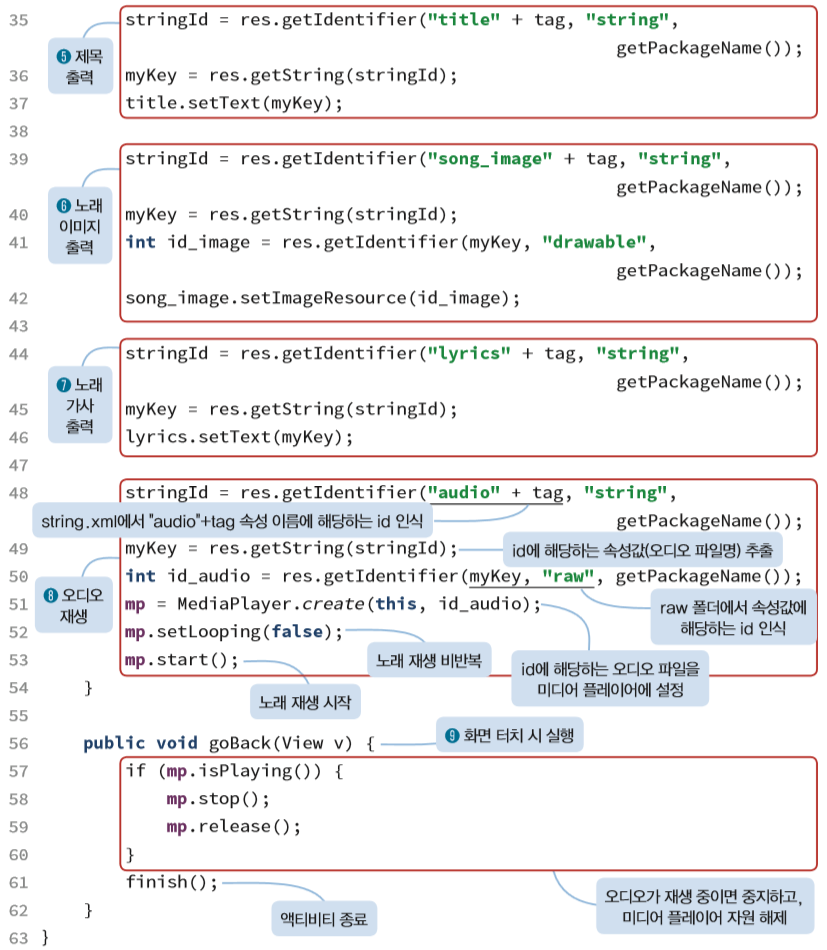 35 stringId = res.getIdentifier("title" + tag, "string",
getPackageName());
❺ 제목
출력
36 myKey = res.getString(stringId);
37 title.setText(myKey);
38
39 stringId = res.getIdentifier("song_image" + tag, "string",
getPackageName());
❻ 노래
이미지
출력
40 myKey = res.getString(stringId);
41 int id_image = res.getIdentifier(myKey, "drawable",
getPackageName());
42 song_image.setImageResource(id_image);
43
44 stringId = res.getIdentifier("lyrics" + tag, "string",
getPackageName());
❼ 노래
가사
출력
45 myKey = res.getString(stringId);
46 lyrics.setText(myKey);
47
48 stringId = res.getIdentifier("audio" + tag, "string",
getPackageName());
string.xml에서 "audio"+tag 속성 이름에 해당하는 id 인식
49 myKey = res.getString(stringId);
id에 해당하는 속성값(오디오 파일명) 추출
50 int id_audio = res.getIdentifier(myKey, "raw", getPackageName());
❽ 오디오
재생
raw 폴더에서 속성값에
해당하는 id 인식
51 mp = MediaPlayer.create(this, id_audio);
52 mp.setLooping(false);
노래 재생 비반복
53 mp.start();
id에 해당하는 오디오 파일을
미디어 플레이어에 설정
54 }
노래 재생 시작
55
56 public void goBack(View v) {
❾ 화면 터치 시 실행
57 if (mp.isPlaying()) {
58 mp.stop();
59 mp.release();
60 }
61 finish();
오디오가 재생 중이면 중지하고,
미디어 플레이어 자원 해제
62 }
액티비티 종료
63 }